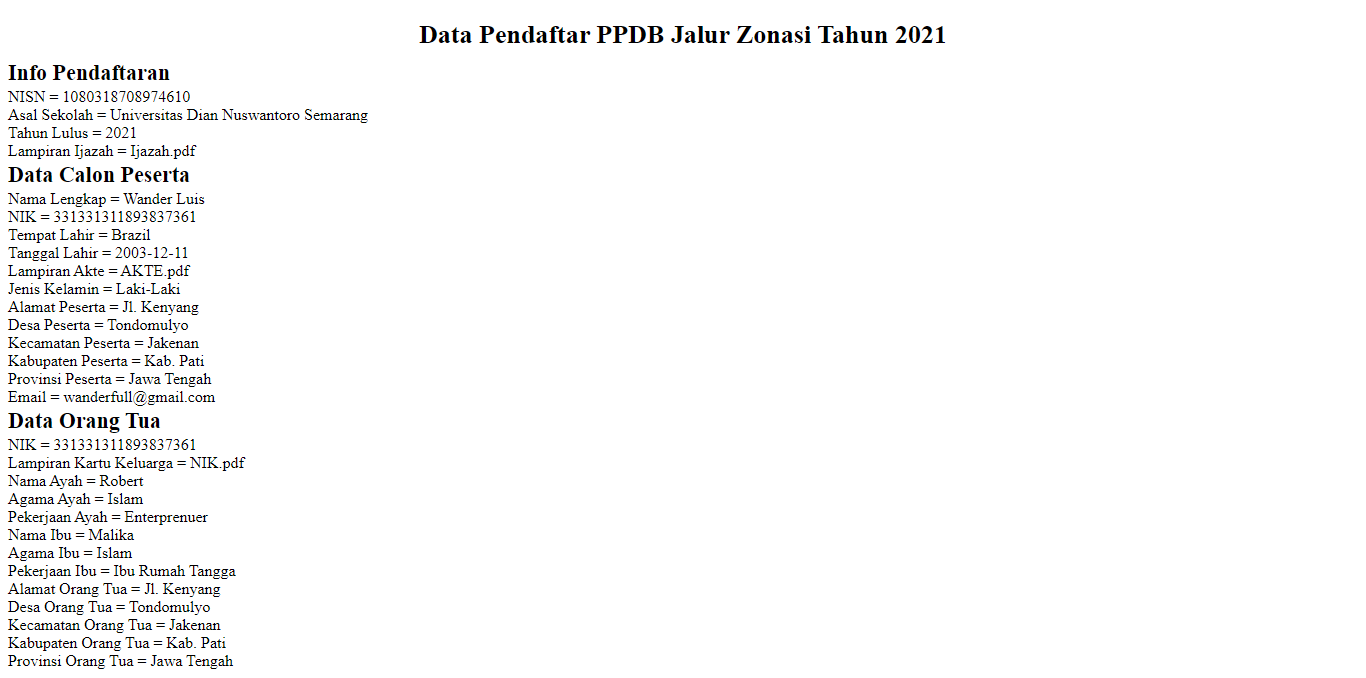 Data Pendaftar PPDB Jalur Zonasi Tahun 2021
Info Pendaftaran
NISN = 1080318708974610
Asal Sekolah = Universitas Dian Nuswantoro Semarang
Tahun Lulus = 2021
Lampiran Ijazah = Ijazah.pdf
Data Calon Peserta
Nama Lengkap = Wander Luis
NIK = 331331311893837361
Tempat Lahir = Brazil
Tanggal Lahir = 2003-12-11
Lampiran Akte = AKTE.pdf
Jenis Kelamin = Laki-Laki
Alamat Peserta = Jl. Kenyang
Desa Peserta = Tondomulyo
Kecamatan Peserta = Jakenan
Kabupaten Peserta = Kab. Pati
Provinsi Peserta = Jawa Tengah
Email = wanderfull@gmail.com
Data Orang Tua
NIK = 331331311893837361
Lampiran Kartu Keluarga = NIK.pdf
Nama Ayah = Robert
Agama Ayah = Islam
Pekerjaan Ayah = Enterprenuer
Nama Ibu = Malika
Agama Ibu = Islam
Pekerjaan Ibu = Ibu Rumah Tangga
Alamat Orang Tua = Jl. Kenyang
Desa Orang Tua = Tondomulyo
Kecamatan Orang Tua = Jakenan
Kabupaten Orang Tua = Kab. Pati
Provinsi Orang Tua = Jawa Tengah